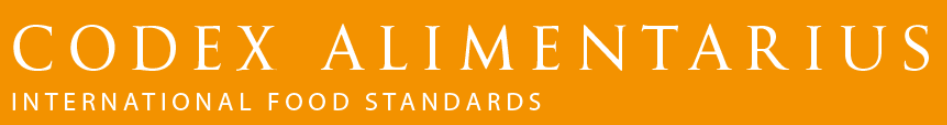 CODEX ALIMENTARIUS
INTERNATIONAL FOOD STANDARDS